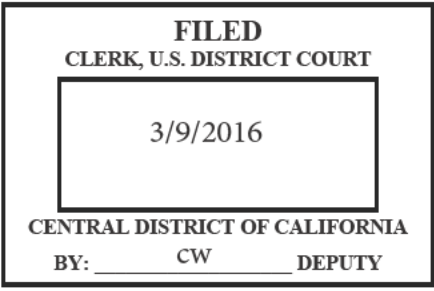 FILED
CLERK, U.S. DISTRICT COURT
3/9/2016
CENTRAL DISTRICT OF CALIFORNIA
BY: CW DEPUTY